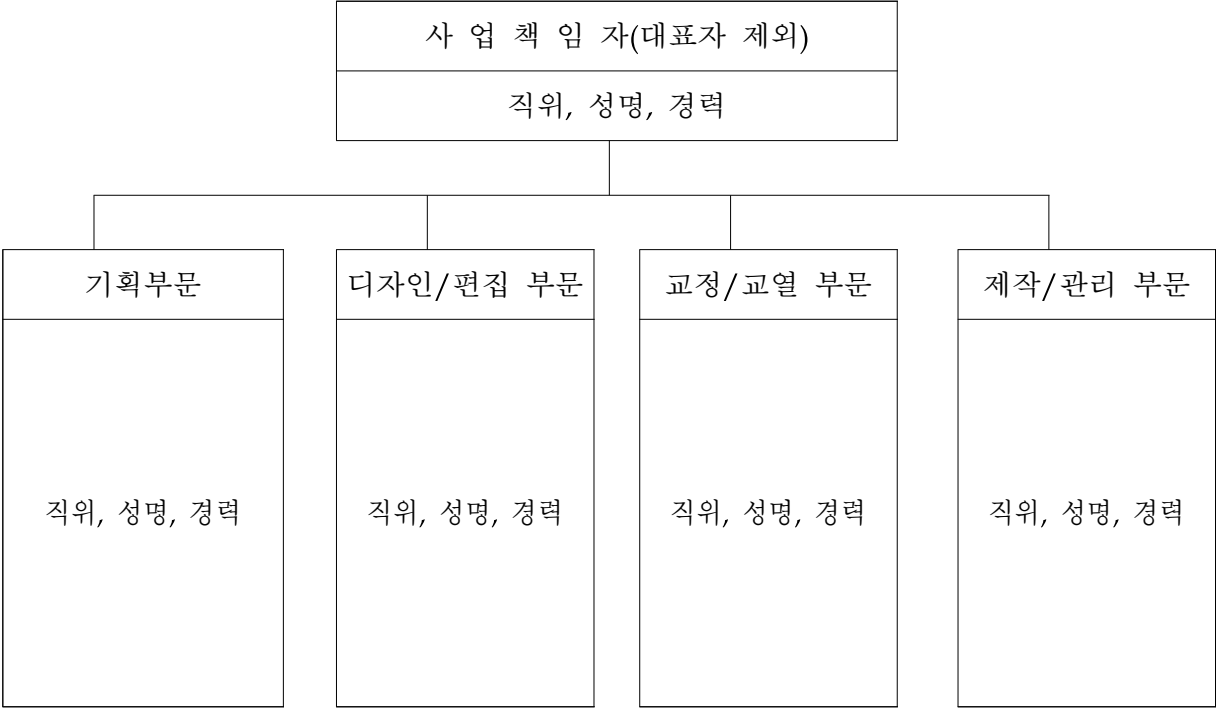 사 업 책 임 자(대표자 제외)
직위, 성명, 경력
기획부문
디자인/편집 부문
교정/교열 부문
제작/관리 부문
직위, 성명, 경력
직위, 성명, 경력
직위, 성명, 경력
직위, 성명, 경력